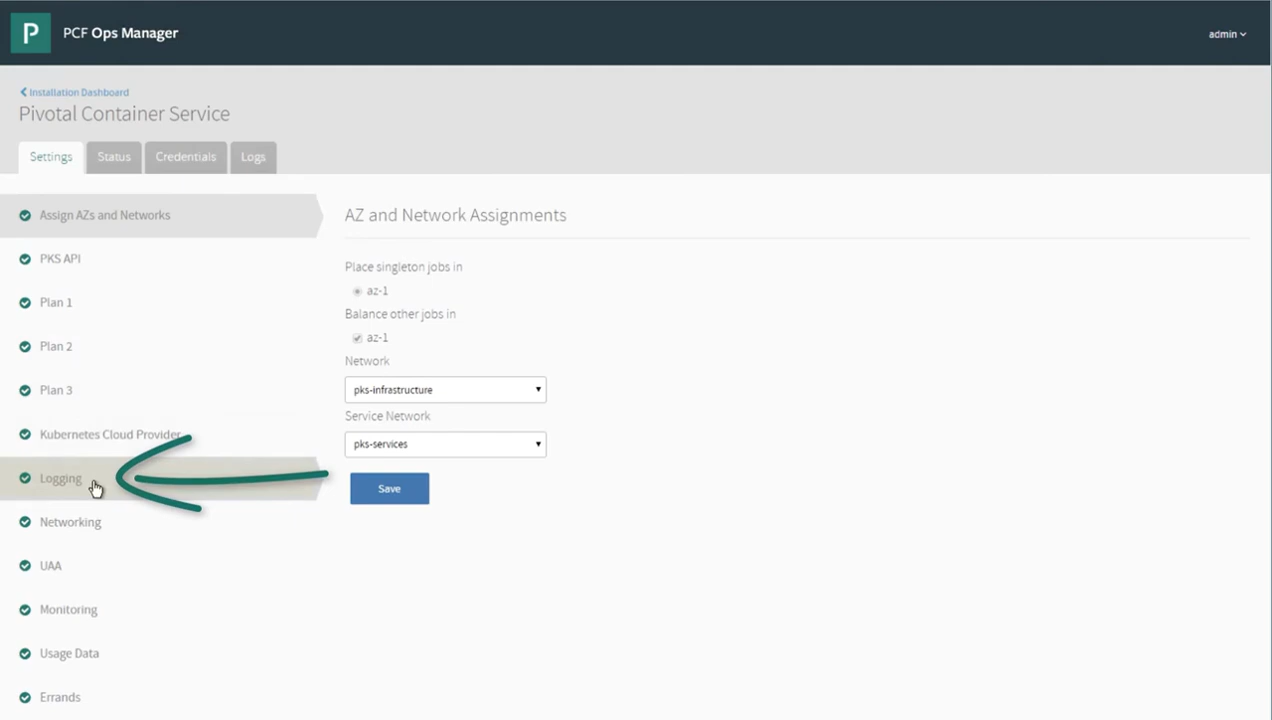 P PCF Ops Manager
admin
Installation Dashboard
Pivotal Container Service
Settings Status Credentials Logs
Assign AZs and Networks
PKS API
Plan 1
Plan 2
Plan 3
Kubernetes Cloud Provider
Logging
Networking
UAA
Monitoring
Usage Data
Errands
AZ and Network Assignments
Place singleton jobs in
az-1
Balance other jobs in
az-1
Network
pks-infrastructure
Service Network
pks-services
Save